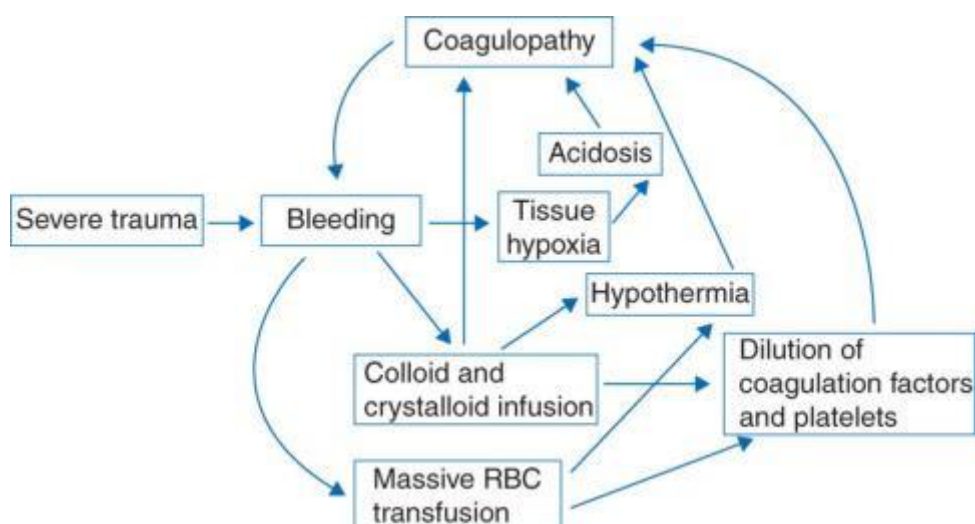 Coagulopathy
Acidosis
Severe trauma
Bleeding
Tissue
hypoxia
Hypothermia
Colloid and
crystalloid infusion
Dilution of
coagulation factors
and platelets
Massive RBC
transfusion